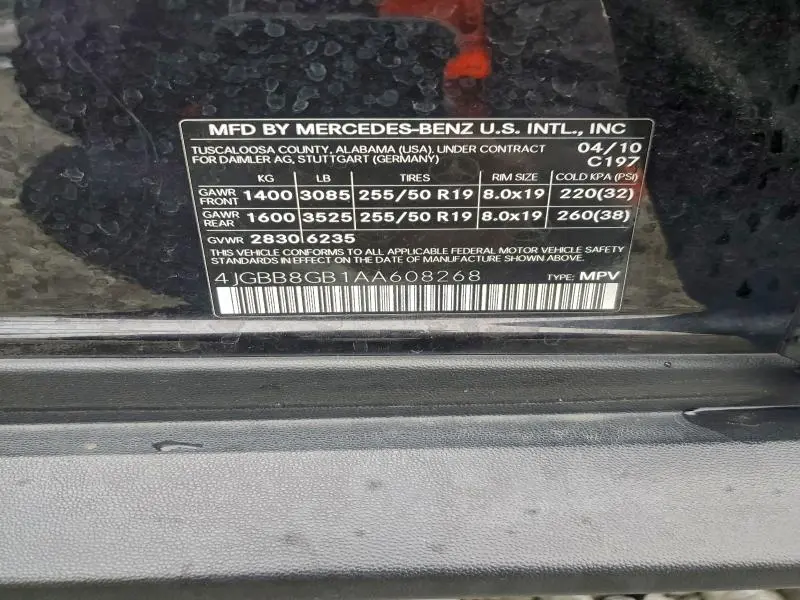 MFD BY MERCEDES-BENZ U.S. INTL., INC
TUSCALOOSA COUNTY, ALABAMA (USA), UNDER CONTRACT 04/10
FOR DAIMLER AG, STUTTGART (GERMANY) C197
KG LB TIRES RIM SIZE COLD KPA (PSI)
GAWR FRONT 1400 3085 255/50 R19 8.0x19 220(32)
GAWR REAR 1600 3525 255/50 R19 8.0x19 260(38)
GVWR 2830 6235
THIS VEHICLE CONFORMS TO ALL APPLICABLE FEDERAL MOTOR VEHICLE SAFETY
STANDARDS IN EFFECT ON THE DATE OF MANUFACTURE SHOWN ABOVE.
4JGBB8GB1AA608268 TYPE: MPV